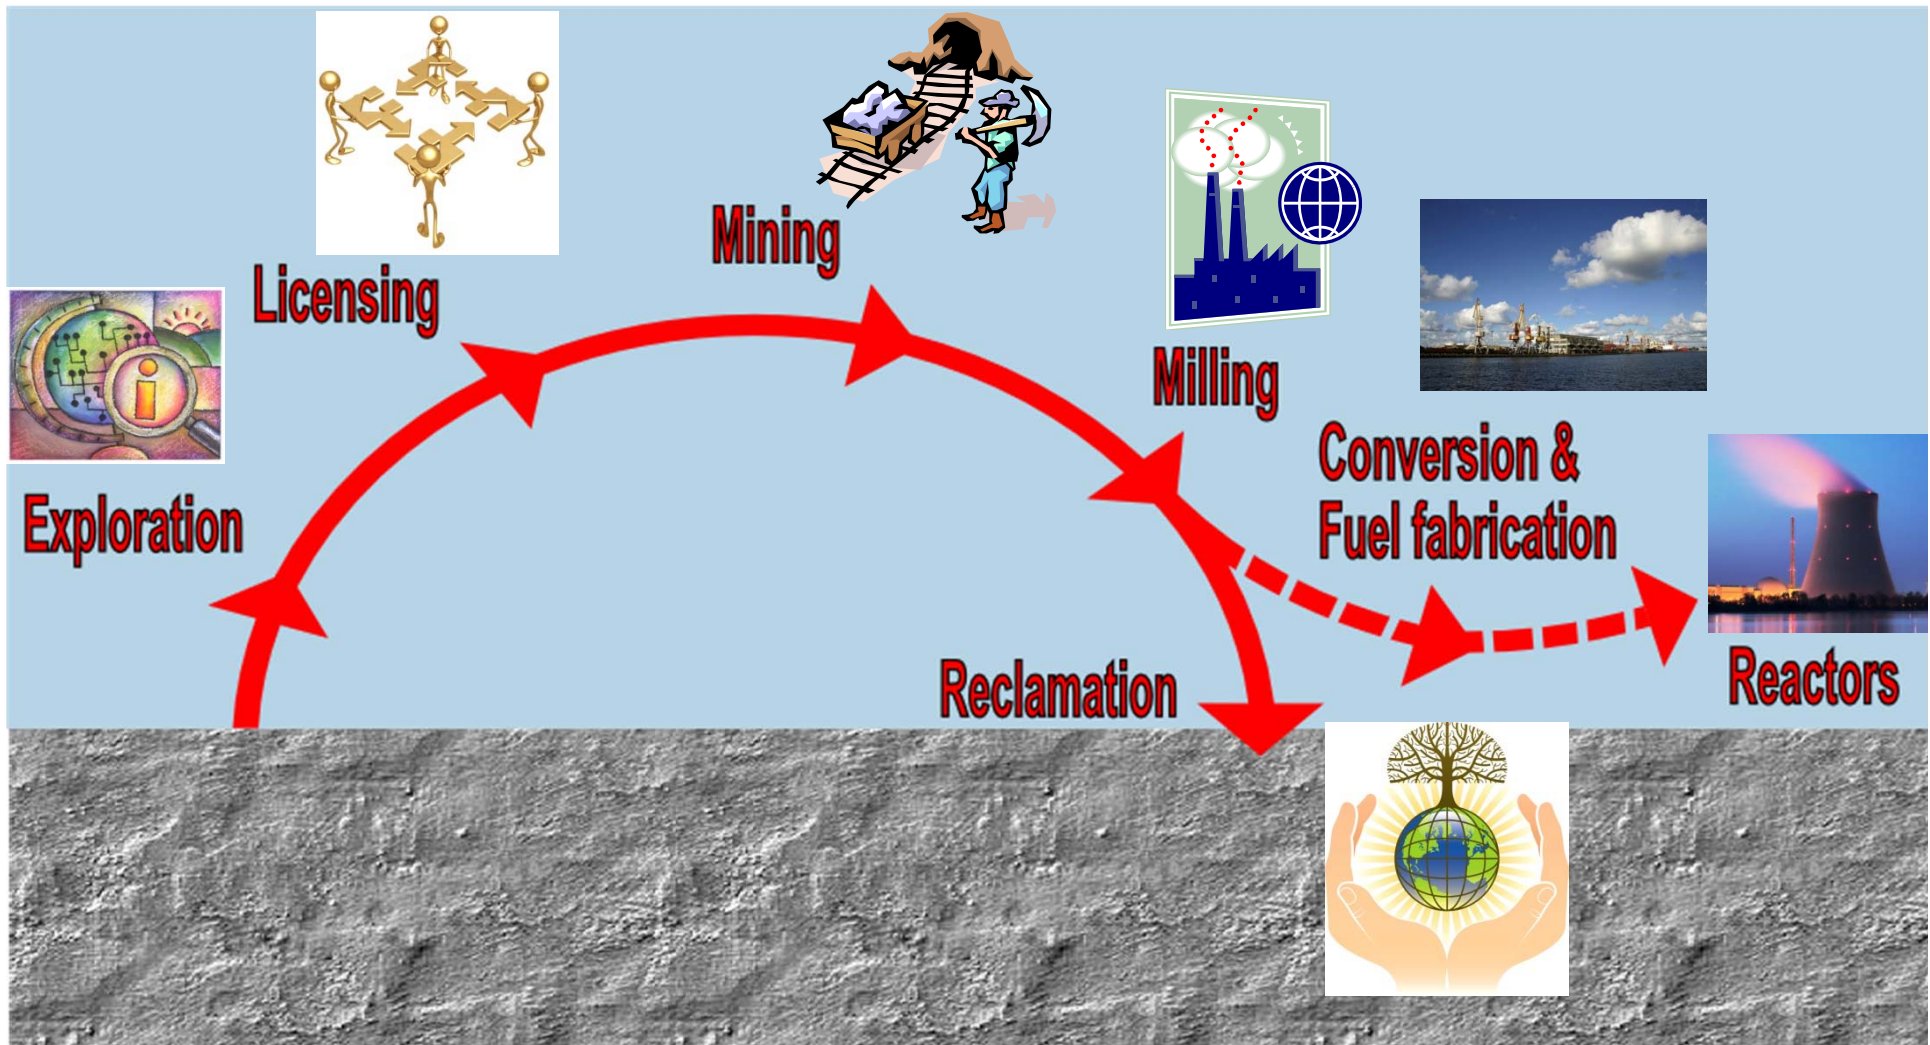 Exploration
Licensing
Mining
Milling
Conversion &
Fuel fabrication
Reactors
Reclamation
i